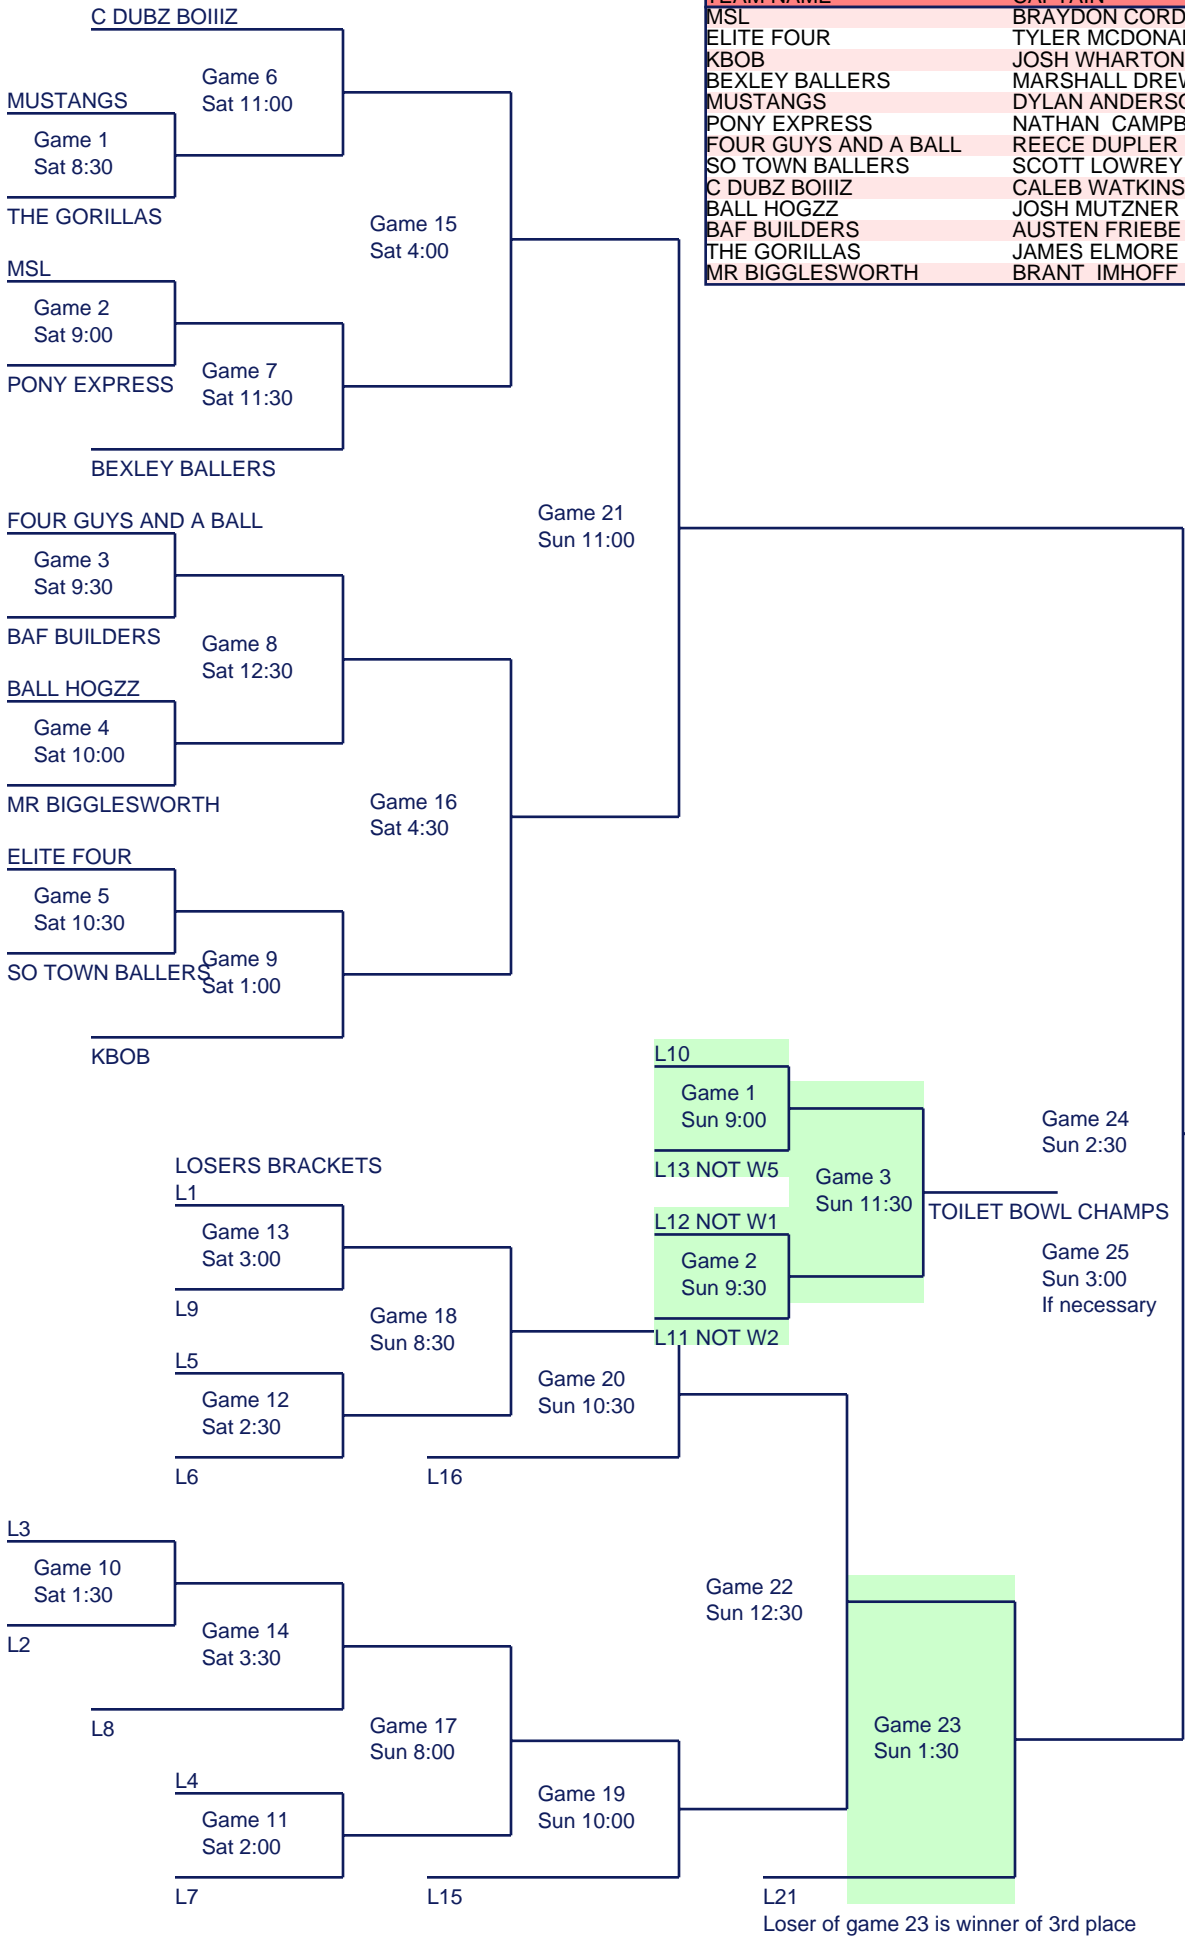 C DUBZ BOIIIZ
Game 6
Sat 11:00
MUSTANGS
Game 1
Sat 8:30
THE GORILLAS
Game 15
Sat 4:00
MSL
Game 2
Sat 9:00
PONY EXPRESS
Game 7
Sat 11:30
BEXLEY BALLERS
TEAM NAME CAPTAIN
MSL BRAYDON CORD
ELITE FOUR TYLER MCDONA
KBOB JOSH WHARTON
BEXLEY BALLERS MARSHALL DREW
MUSTANGS DYLAN ANDERSO
PONY EXPRESS NATHAN CAMPB
FOUR GUYS AND A BALL REECE DUPLER
SO TOWN BALLERS SCOTT LOWREY
C DUBZ BOIIIZ CALEB WATKINS
BALL HOGZZ JOSH MUTZNER
BAF BUILDERS AUSTEN FRIEBE
THE GORILLAS JAMES ELMORE
MR BIGGLESWORTH BRANT IMHOFF
FOUR GUYS AND A BALL
Game 3
Sat 9:30
BAF BUILDERS
Game 8
Sat 12:30
BALL HOGZZ
Game 4
Sat 10:00
MR BIGGLESWORTH
Game 21
Sun 11:00
Game 16
Sat 4:30
ELITE FOUR
Game 5
Sat 10:30
SO TOWN BALLERS
Game 9
Sat 1:00
KBOB
L10
Game 1
Sun 9:00
L13 NOT W5
Game 3
Sun 11:30
L12 NOT W1
Game 2
Sun 9:30
L11 NOT W2
TOILET BOWL CHAMPS
Game 24
Sun 2:30
Game 25
Sun 3:00
If necessary
LOSERS BRACKETS
L1
Game 13
Sat 3:00
L9
Game 18
Sun 8:30
L5
Game 12
Sat 2:30
L6
Game 20
Sun 10:30
L16
L3
Game 10
Sat 1:30
L2
Game 14
Sat 3:30
L8
Game 17
Sun 8:00
L4
Game 11
Sat 2:00
L7
Game 19
Sun 10:00
L15
Game 22
Sun 12:30
Game 23
Sun 1:30
L21
Loser of game 23 is winner of 3rd place